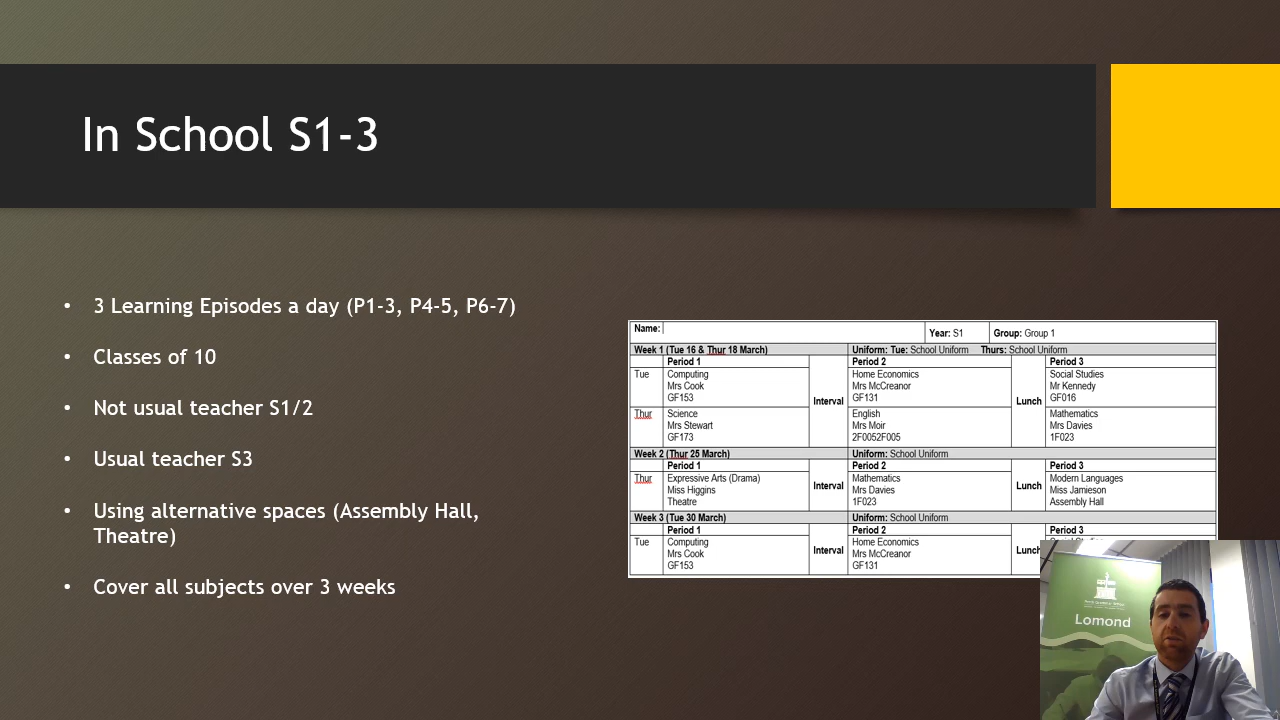 In School S1-3
• 3 Learning Episodes a day (P1-3, P4-5, P6-7)
• Classes of 10
• Not usual teacher S1/2
• Usual teacher S3
• Using alternative spaces (Assembly Hall,
Theatre)
• Cover all subjects over 3 weeks
Name: Year: S1 Group: Group 1
Week 1 (Tue 16 & Thur 18 March) Uniform: Tue: School Uniform Thurs: School Uniform
Period 1 Period 2 Period 3
Tue Computing Home Economics Social Studies
Mrs Cook Mrs McCreanor Mr Kennedy
GF153 GF131 GF016
Interval Lunch
Thur Science English Mathematics
Mrs Stewart Mrs Moir Mrs Davies
GF173 2F0052F005 1F023
Week 2 (Thur 25 March) Uniform: School Uniform
Period 1 Period 2 Period 3
Thur Expressive Arts (Drama) Mathematics Modern Languages
Miss Higgins Interval Mrs Davies Lunch Miss Jamieson
Theatre 1F023 Assembly Hall
Week 3 (Tue 30 March) Uniform: School Uniform
Period 1 Period 2 Period 3
Tue Computing Home Economics
Mrs Cook Interval Mrs McCreanor Lunch
GF153 GF131
Lomond